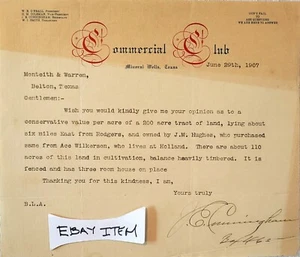 Commercial Club
Mineral Wells, Texas
June 29th, 1907
Monteith & Warren,
Dalton, Texas
Gentlemen:-
Wish you would kindly give me your opinion as to a
conservative value per acre of a 200 acre tract of land, lying about
six miles East from Rodgers, and owned by J.M. Hughes, who purchased
same from Ace Wilkerson, who lives at Holland. There are about 110
acres of this land in cultivation, balance heavily timbered. It is
fenced and has three room house on place
Thanking you for this kindness, I am,
Yours truly
B.L.A.
Cunningham
EBAY ITEM